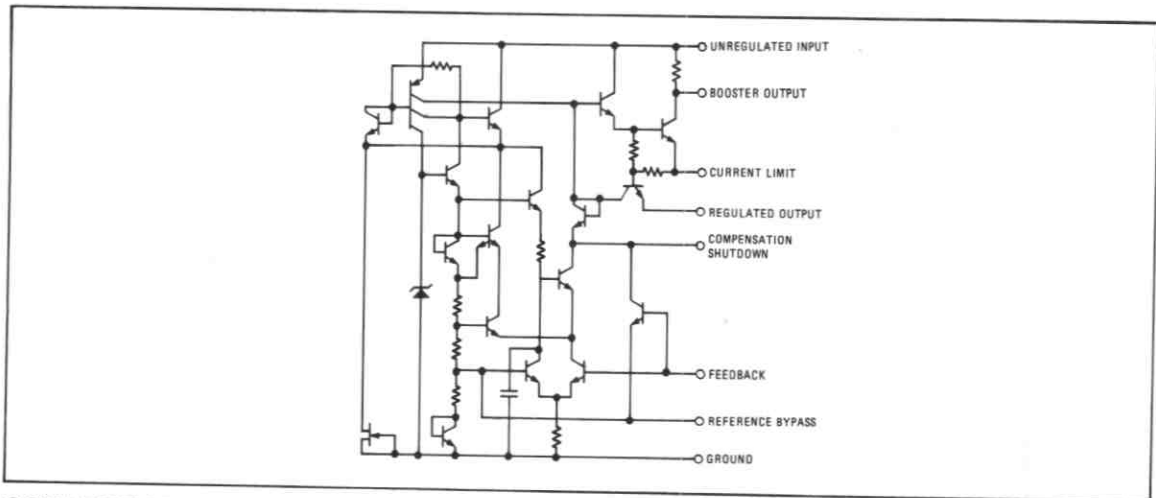 UNREGULATED INPUT
BOOSTER OUTPUT
CURRENT LIMIT
REGULATED OUTPUT
COMPENSATION
SHUTDOWN
FEEDBACK
REFERENCE BYPASS
GROUND